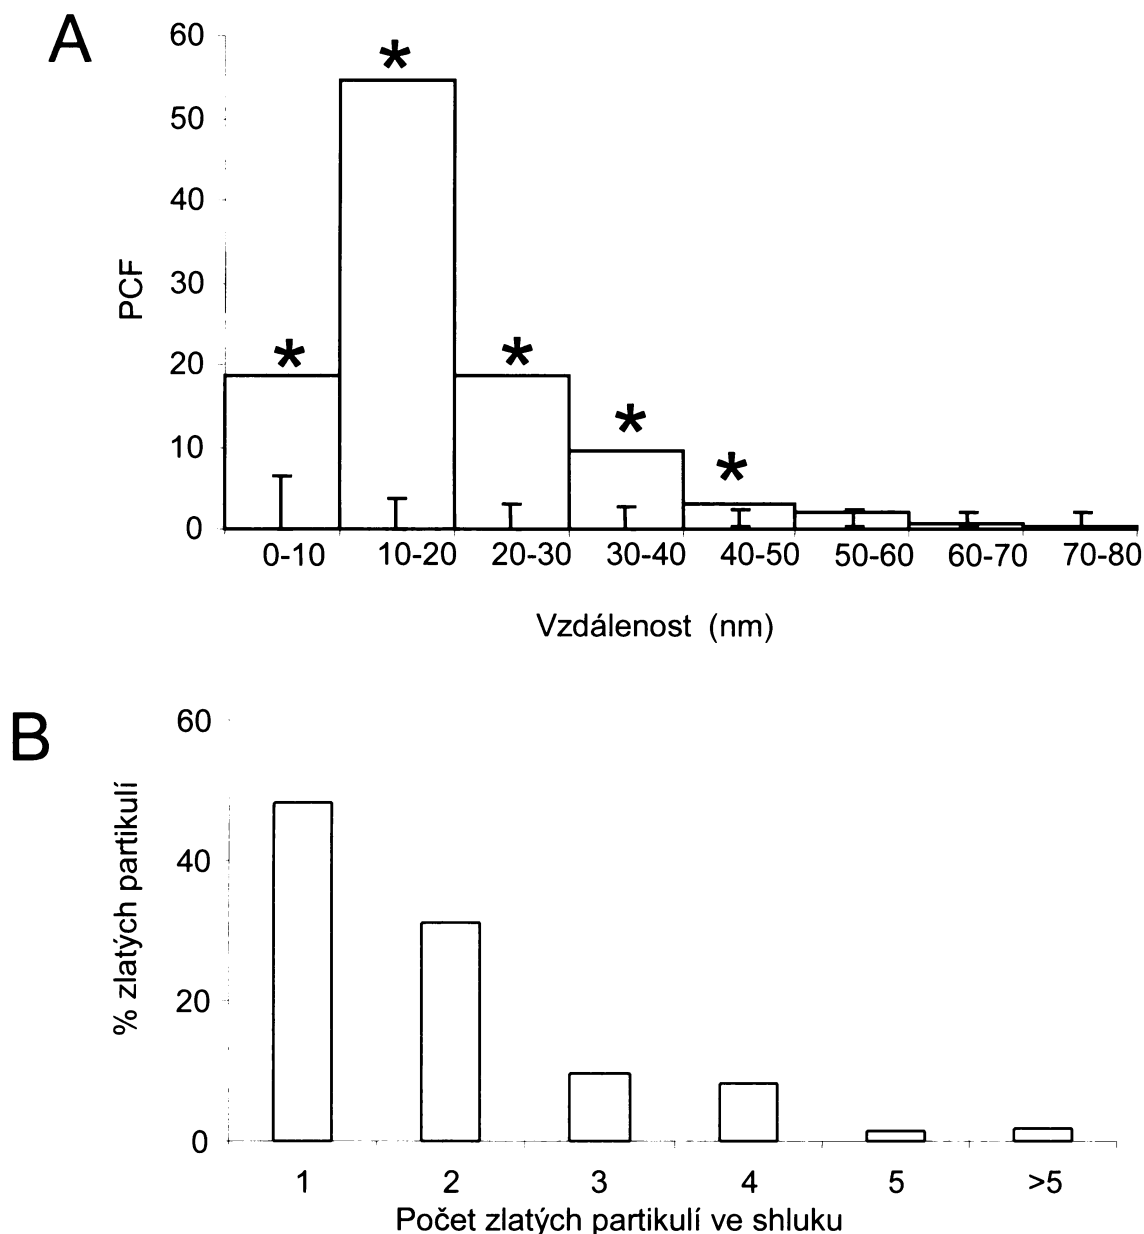 A
60
50
40
30
20
10
0
PCF
* * * * *
0-10 10-20 20-30 30-40 40-50 50-60 60-70 70-80
Vzdálenost (nm)
B
60
40
20
0
% zlatých partikulí
1 2 3 4 5 >5
Počet zlatých partikulí ve shluku